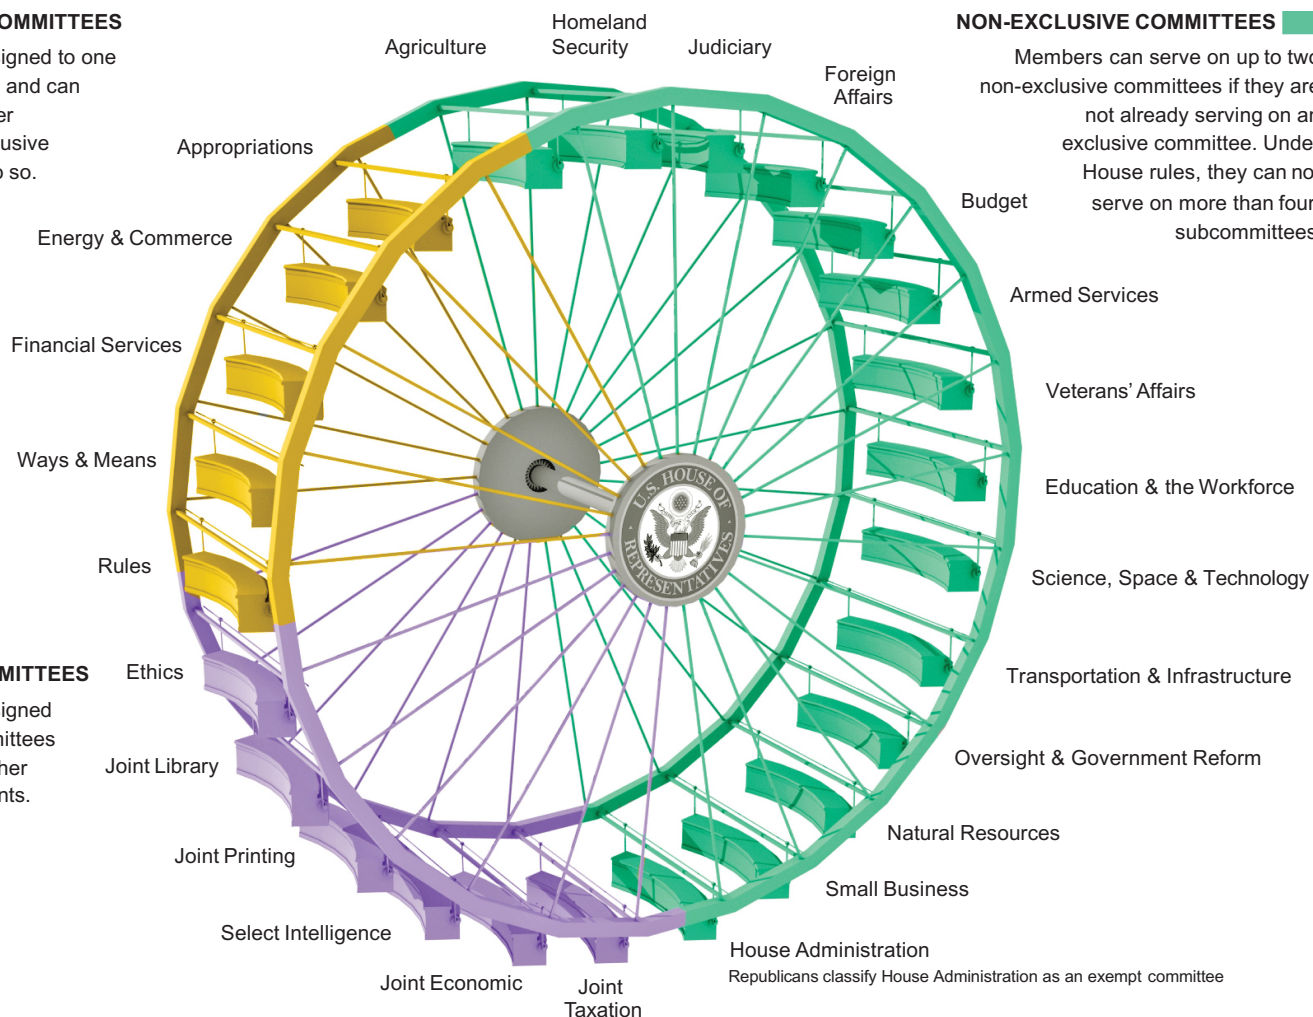 OMMITTEES
signed to one
and can
er
usive
o so.
NON-EXCLUSIVE COMMITTEES
Members can serve on up to two
non-exclusive committees if they are
not already serving on an
exclusive committee. Unde
House rules, they can no
serve on more than four
subcommittees
Agriculture
Homeland
Security
Judiciary
Foreign
Affairs
Budget
Armed Services
Veterans' Affairs
Education & the Workforce
Science, Space & Technology
Transportation & Infrastructure
Oversight & Government Reform
Natural Resources
Small Business
House Administration
Republicans classify House Administration as an exempt committee
Appropriations
Energy & Commerce
Financial Services
Ways & Means
Rules
MITTEES
signed
mittees
her
nts.
Ethics
Joint Library
Joint Printing
Select Intelligence
Joint Economic
Joint
Taxation
U.S. HOUSE OF
REPRESENTATIVES